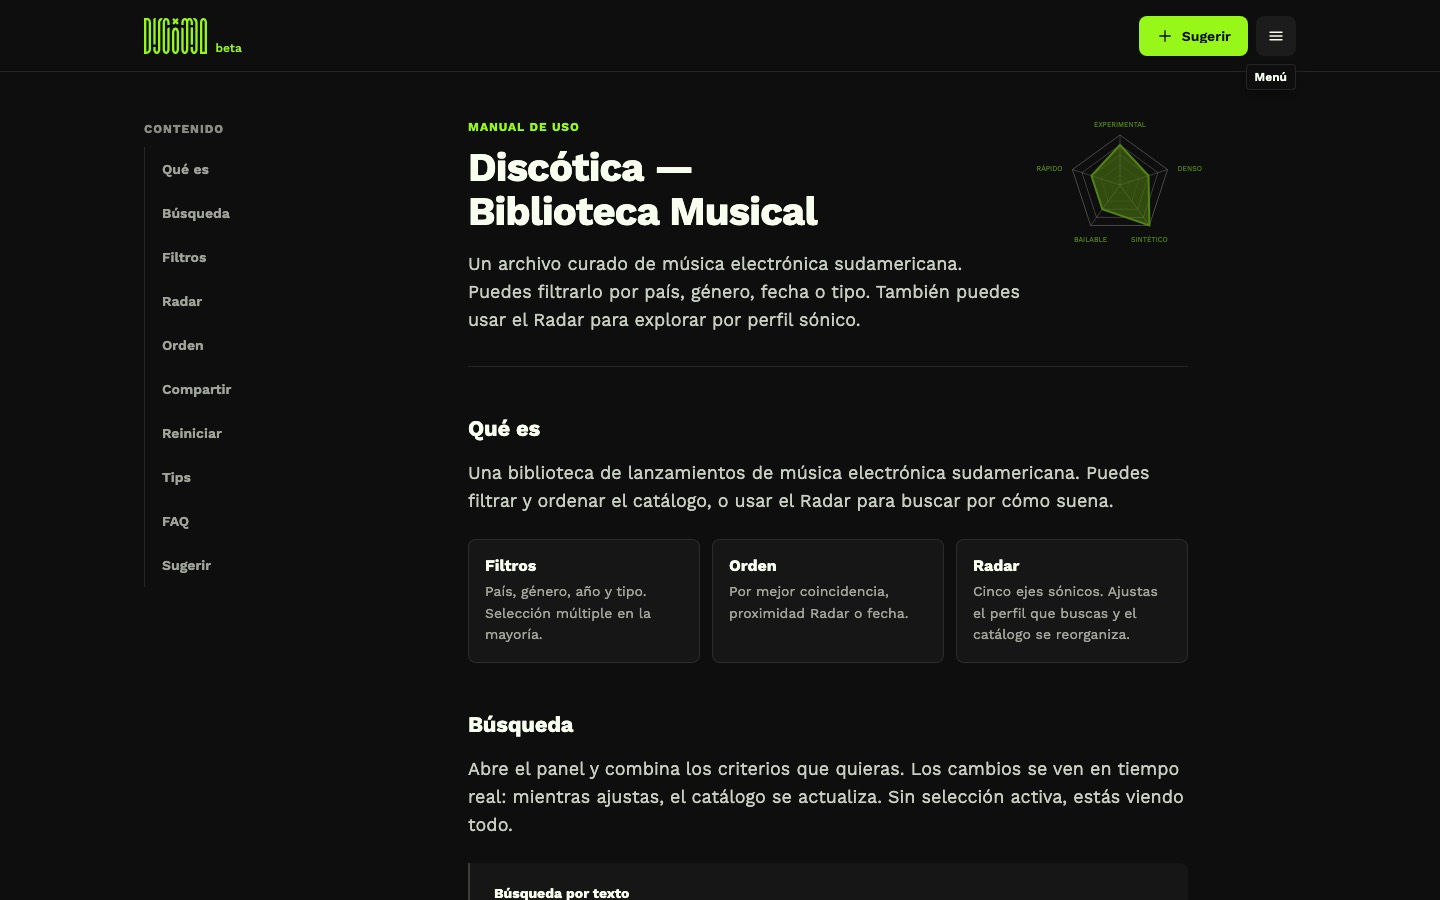 DISCÓTICA beta
Sugerir
Menú
CONTENIDO
Qué es
Búsqueda
Filtros
Radar
Orden
Compartir
Reiniciar
Tips
FAQ
Sugerir
MANUAL DE USO
Discótica —
Biblioteca Musical
Un archivo curado de música electrónica sudamericana.
Puedes filtrarlo por país, género, fecha o tipo. También puedes
usar el Radar para explorar por perfil sónico.
EXPERIMENTAL
RÁPIDO
DENSO
BAILABLE
SINTÉTICO
Qué es
Una biblioteca de lanzamientos de música electrónica sudamericana. Puedes
filtrar y ordenar el catálogo, o usar el Radar para buscar por cómo suena.
Filtros
País, género, año y tipo.
Selección múltiple en la
mayoría.
Orden
Por mejor coincidencia,
proximidad Radar o fecha.
Radar
Cinco ejes sónicos. Ajustas
el perfil que buscas y el
catálogo se reorganiza.
Búsqueda
Abre el panel y combina los criterios que quieras. Los cambios se ven en tiempo
real: mientras ajustas, el catálogo se actualiza. Sin selección activa, estás viendo
todo.
Búsqueda por texto